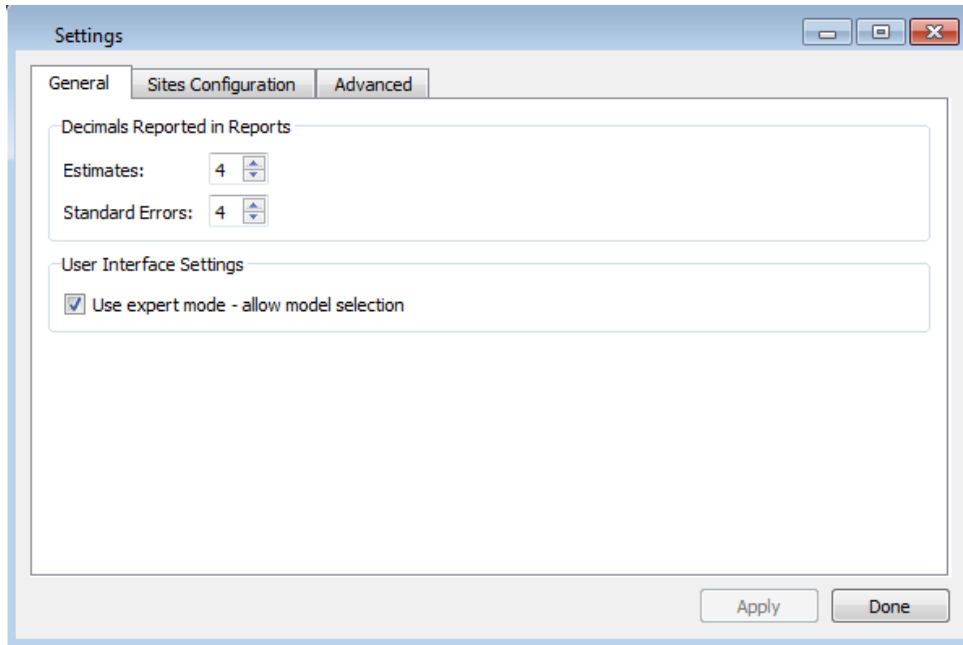 Settings
General Sites Configuration Advanced
Decimals Reported in Reports
Estimates: 4
Standard Errors: 4
User Interface Settings
Use expert mode - allow model selection
Apply Done